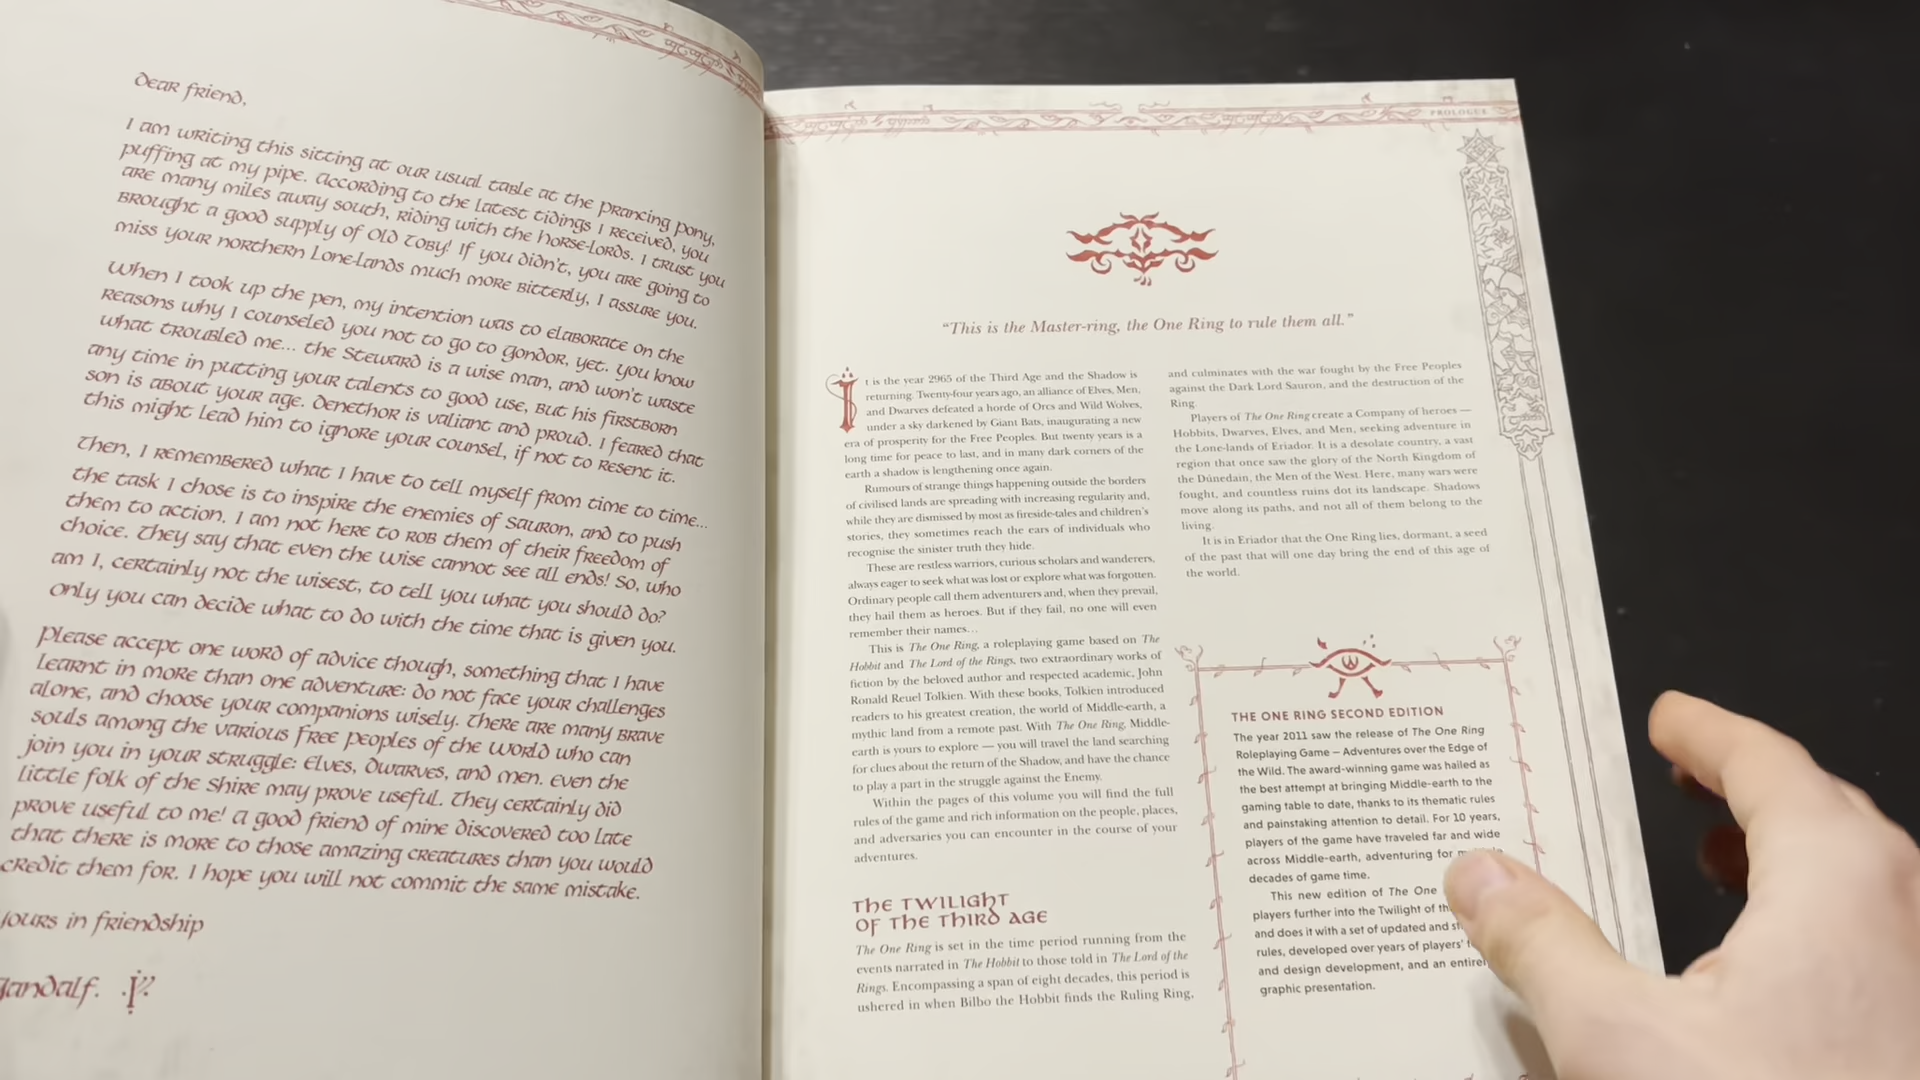 Dear friend,
I am writing this sitting at our usual table at the Prancing Pony,
puffing at my pipe. According to the latest tidings I received, you
are many miles away south, riding with the Horse-lords. I trust you
brought a good supply of Old Toby! If you didn't, you are going to
miss your northern Lone-lands much more bitterly, I assure you.
When I took up the pen, my intention was to elaborate on the
reasons why I counseled you not to go to Gondor, yet. You know
what troubled me... the Steward is a wise man, and won't waste
any time in putting your talents to good use, but his firstborn
son is about your age. Denethor is valiant and proud. I feared that
this might lead him to ignore your counsel, if not to resent it.
Then, I remembered what I have to tell myself from time to time...
the task I chose is to inspire the enemies of Sauron, and to push
them to action. I am not here to rob them of their freedom of
choice. They say that even the Wise cannot see all ends! So, who
am I, certainly not the wisest, to tell you what you should do?
Only you can decide what to do with the time that is given you.
Please accept one word of advice though, something that I have
learnt in more than one adventure: do not face your challenges
alone, and choose your companions wisely. There are many brave
souls among the various Free Peoples of the world who can
join you in your struggle: Elves, Dwarves, and Men. Even the
little folk of the Shire may prove useful. They certainly did
prove useful to me! A good friend of mine discovered too late
that there is more to those amazing creatures than you would
credit them for. I hope you will not commit the same mistake.
Yours in friendship
Gandalf.
PROLOGUE
“This is the Master-ring, the One Ring to rule them all.”
It is the year 2965 of the Third Age and the Shadow is
returning. Twenty-four years ago, an alliance of Elves, Men,
and Dwarves defeated a horde of Orcs and Wild Wolves,
under a sky darkened by Giant Bats, inaugurating a new
era of prosperity for the Free Peoples. But twenty years is a
long time for peace to last, and in many dark corners of the
earth a shadow is lengthening once again.
Rumours of strange things happening outside the borders
of civilised lands are spreading with increasing regularity and,
while they are dismissed by most as fireside-tales and children's
stories, they sometimes reach the ears of individuals who
recognise the sinister truth they hide.
These are restless warriors, curious scholars and wanderers,
always eager to seek what was lost or explore what was forgotten.
Ordinary people call them adventurers and, when they prevail,
they hail them as heroes. But if they fail, no one will even
remember their names...
This is The One Ring, a roleplaying game based on The
Hobbit and The Lord of the Rings, two extraordinary works of
fiction by the beloved author and respected academic, John
Ronald Reuel Tolkien. With these books, Tolkien introduced
readers to his greatest creation, the world of Middle-earth, a
mythic land from a remote past. With The One Ring, Middle-
earth is yours to explore — you will travel the land searching
for clues about the return of the Shadow, and have the chance
to play a part in the struggle against the Enemy.
Within the pages of this volume you will find the full
rules of the game and rich information on the people, places,
and adversaries you can encounter in the course of your
adventures.
THE TWILIGHT
OF THE THIRD AGE
The One Ring is set in the time period running from the
events narrated in The Hobbit to those told in The Lord of the
Rings. Encompassing a span of eight decades, this period is
ushered in when Bilbo the Hobbit finds the Ruling Ring,
and culminates with the war fought by the Free Peoples
against the Dark Lord Sauron, and the destruction of the
Ring.
Players of The One Ring create a Company of heroes —
Hobbits, Dwarves, Elves, and Men, seeking adventure in
the Lone-lands of Eriador. It is a desolate country, a vast
region that once saw the glory of the North Kingdom of
the Dúnedain, the Men of the West. Here, many wars were
fought, and countless ruins dot its landscape. Shadows
move along its paths, and not all of them belong to the
living.
It is in Eriador that the One Ring lies, dormant, a seed
of the past that will one day bring the end of this age of
the world.
THE ONE RING SECOND EDITION
The year 2011 saw the release of The One Ring
Roleplaying Game – Adventures over the Edge of
the Wild. The award-winning game was hailed as
the best attempt at bringing Middle-earth to the
gaming table to date, thanks to its thematic rules
and painstaking attention to detail. For 10 years,
players of the game have traveled far and wide
across Middle-earth, adventuring for
decades of game time.
This new edition of The One
players further into the Twilight of
and does it with a set of updated and
rules, developed over years of players'
and design development, and an
graphic presentation.